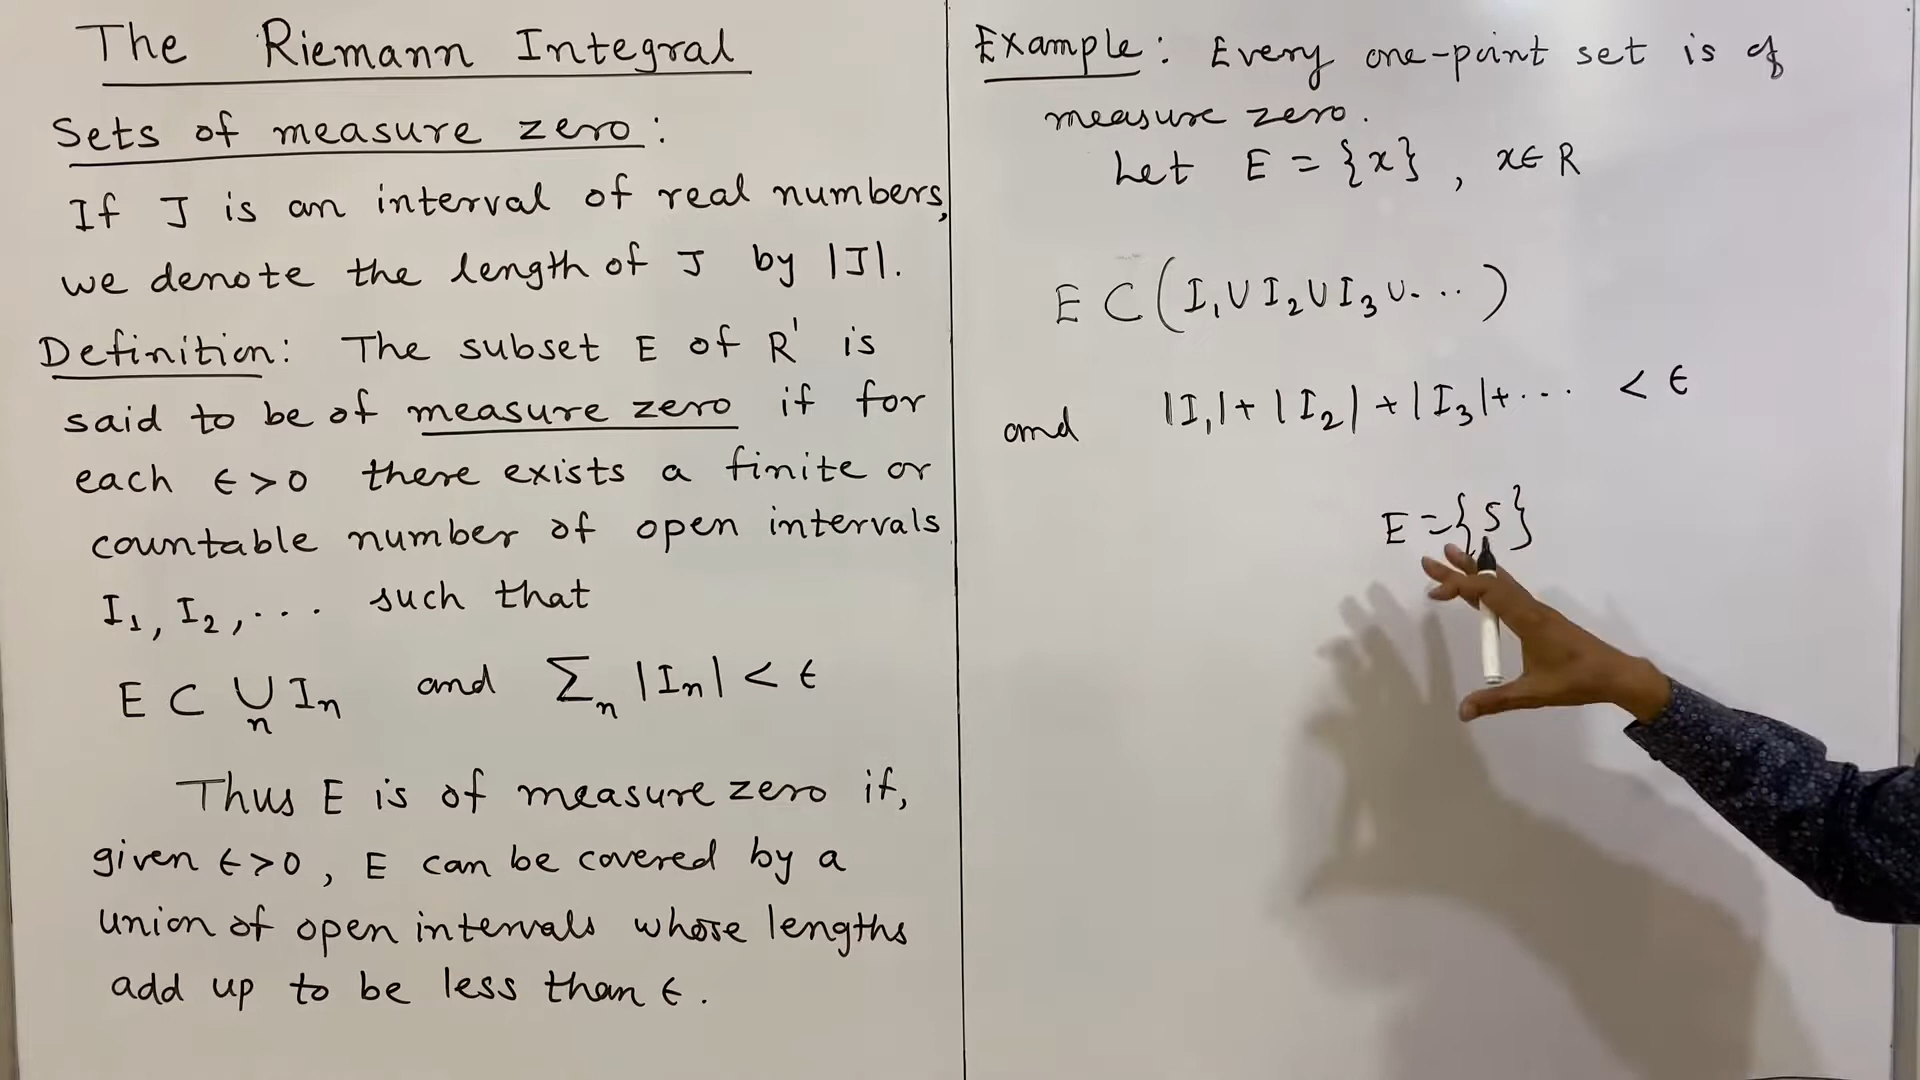 The Riemann Integral
Sets of measure zero:
If J is an interval of real numbers,
we denote the length of J by |J|.
Definition: The subset E of R' is
said to be of measure zero if for
each ϵ>0 there exists a finite or
countable number of open intervals
I₁, I₂, ... such that
E ⊂ ∪ₙ Iₙ and Σₙ |Iₙ| < ϵ
Thus E is of measure zero if,
given ϵ>0, E can be covered by a
union of open intervals whose lengths
add up to be less than ϵ.
Example: Every one-point set is of
measure zero.
Let E = {x}, x∈R
E ⊂ (I₁∪I₂∪I₃∪...)
and |I₁|+|I₂|+|I₃|+... < ϵ
E={5}